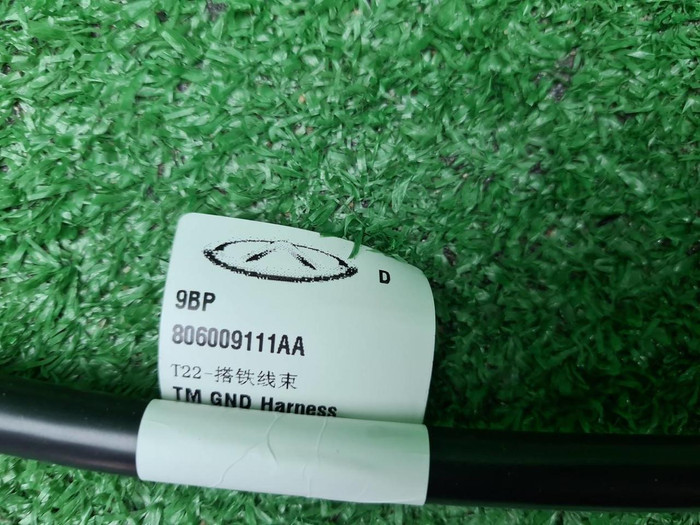 D
9BP
806009111AA
T22-搭铁线束
TM GND Harness